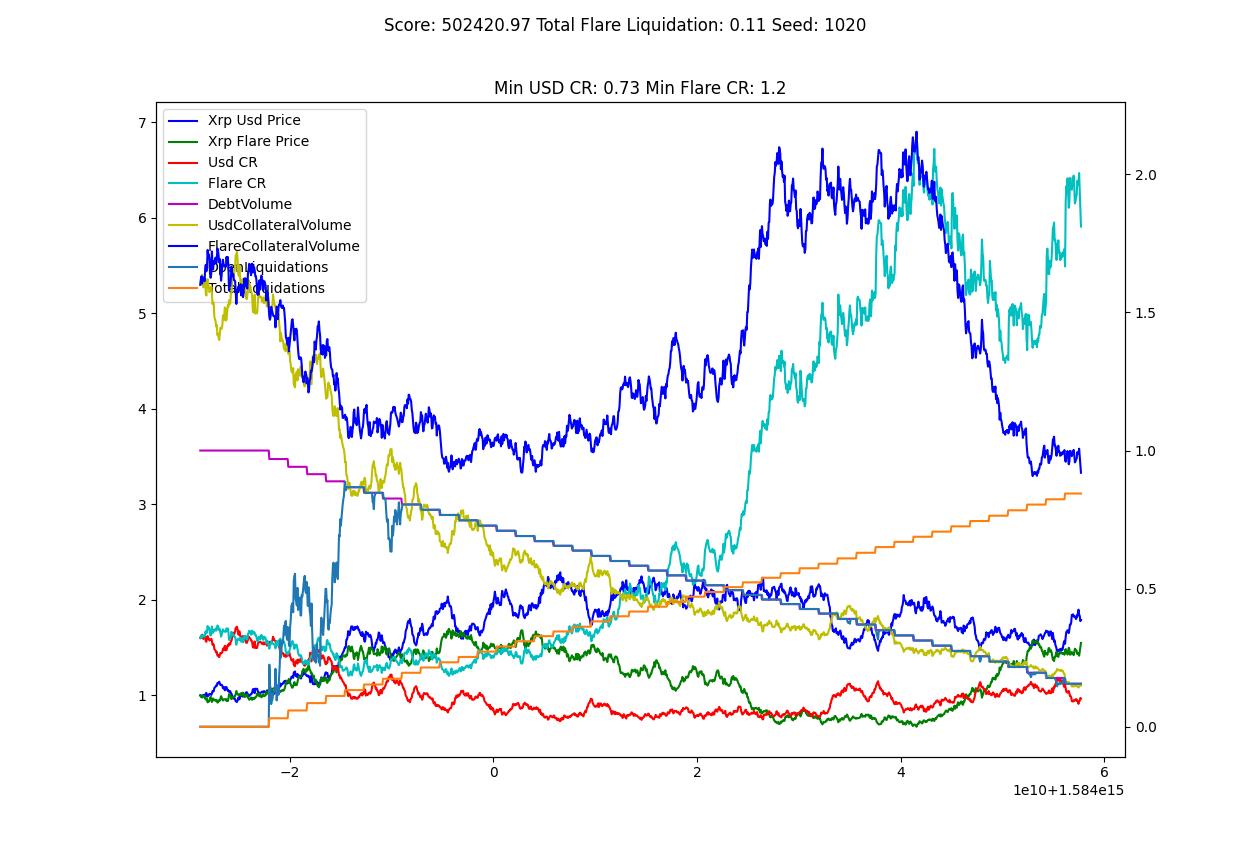 Score: 502420.97 Total Flare Liquidation: 0.11 Seed: 1020
Min USD CR: 0.73 Min Flare CR: 1.2
Xrp Usd Price
Xrp Flare Price
Usd CR
Flare CR
DebtVolume
UsdCollateralVolume
FlareCollateralVolume
OpenLiquidations
TotalLiquidations
7
6
5
4
3
2
1
2.0
1.5
1.0
0.5
0.0
−2
0
2
4
6
1e10+1.584e15